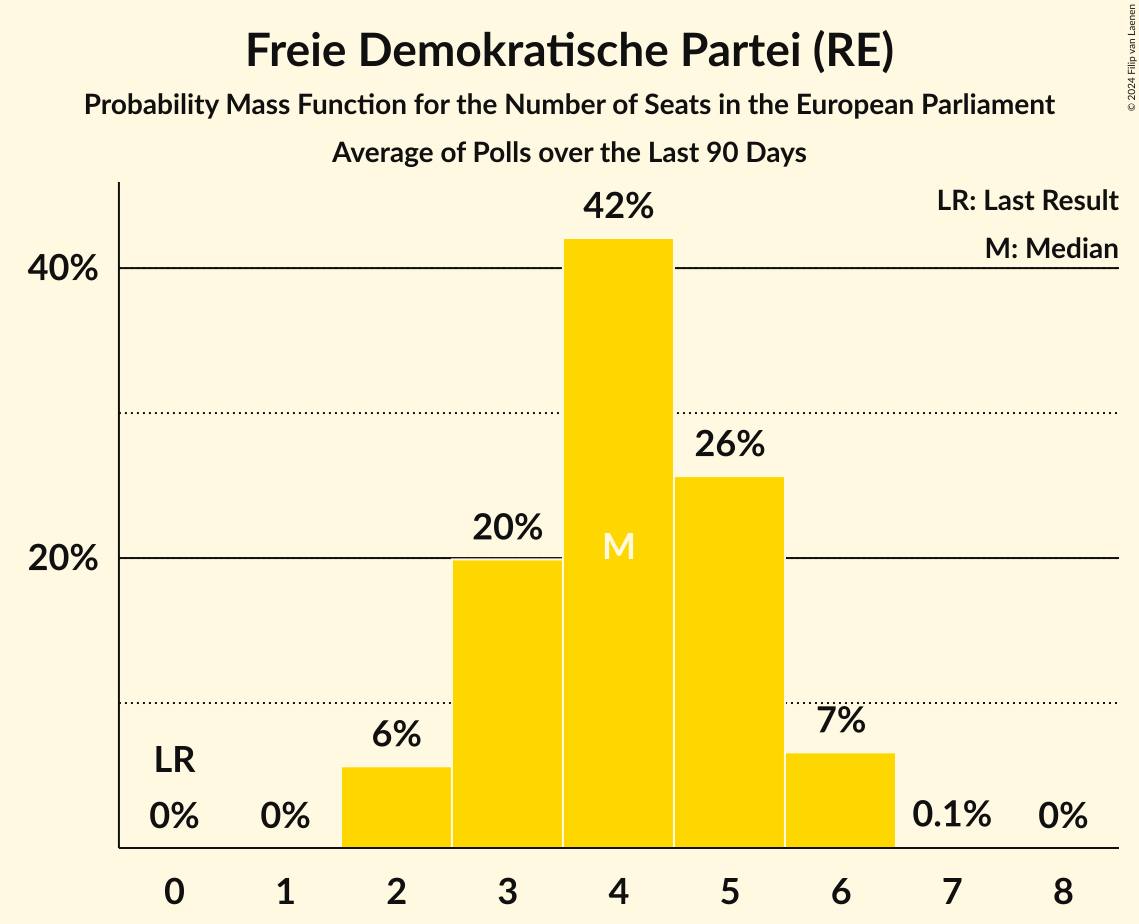 Freie Demokratische Partei (RE)
Probability Mass Function for the Number of Seats in the European Parliament
Average of Polls over the Last 90 Days
© 2024 Filip van Laenen
LR: Last Result
M: Median
42%
40%
26%
20%
M
20%
7%
6%
LR
0%
0%
0.1%
0%
0 1 2 3 4 5 6 7 8